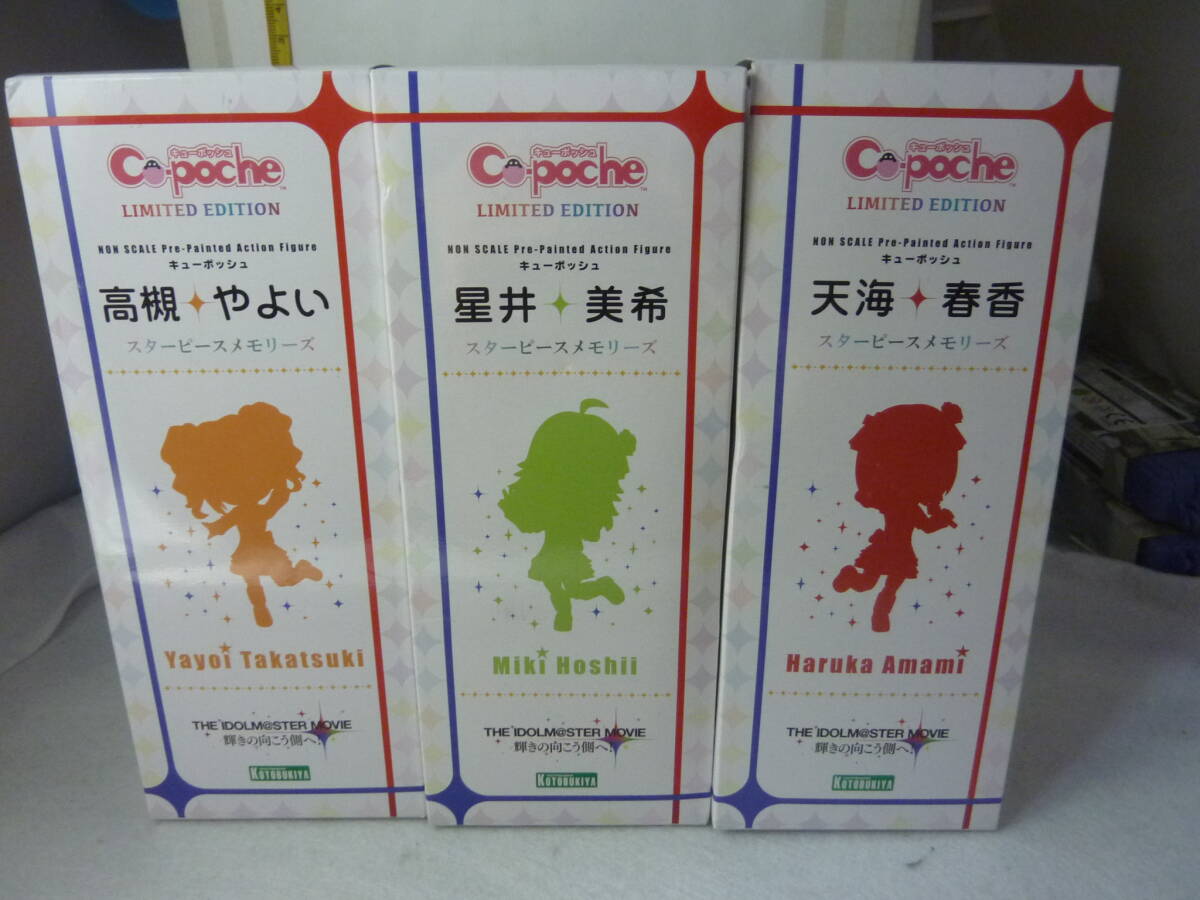 キューポッシュ
Cu-poche™
LIMITED EDITION
NON SCALE Pre-Painted Action Figure
キューポッシュ
高槻 やよい
スターピースメモリーズ
Yayoi Takatsuki
THE iDOLM@STER MOVIE
輝きの向こう側へ!
KOTOBUKIYA
キューポッシュ
Cu-poche™
LIMITED EDITION
NON SCALE Pre-Painted Action Figure
キューポッシュ
星井 美希
スターピースメモリーズ
Miki Hoshii
THE iDOLM@STER MOVIE
輝きの向こう側へ!
KOTOBUKIYA
キューポッシュ
Cu-poche™
LIMITED EDITION
NON SCALE Pre-Painted Action Figure
キューポッシュ
天海 春香
スターピースメモリーズ
Haruka Amami
THE iDOLM@STER MOVIE
輝きの向こう側へ!
KOTOBUKIYA